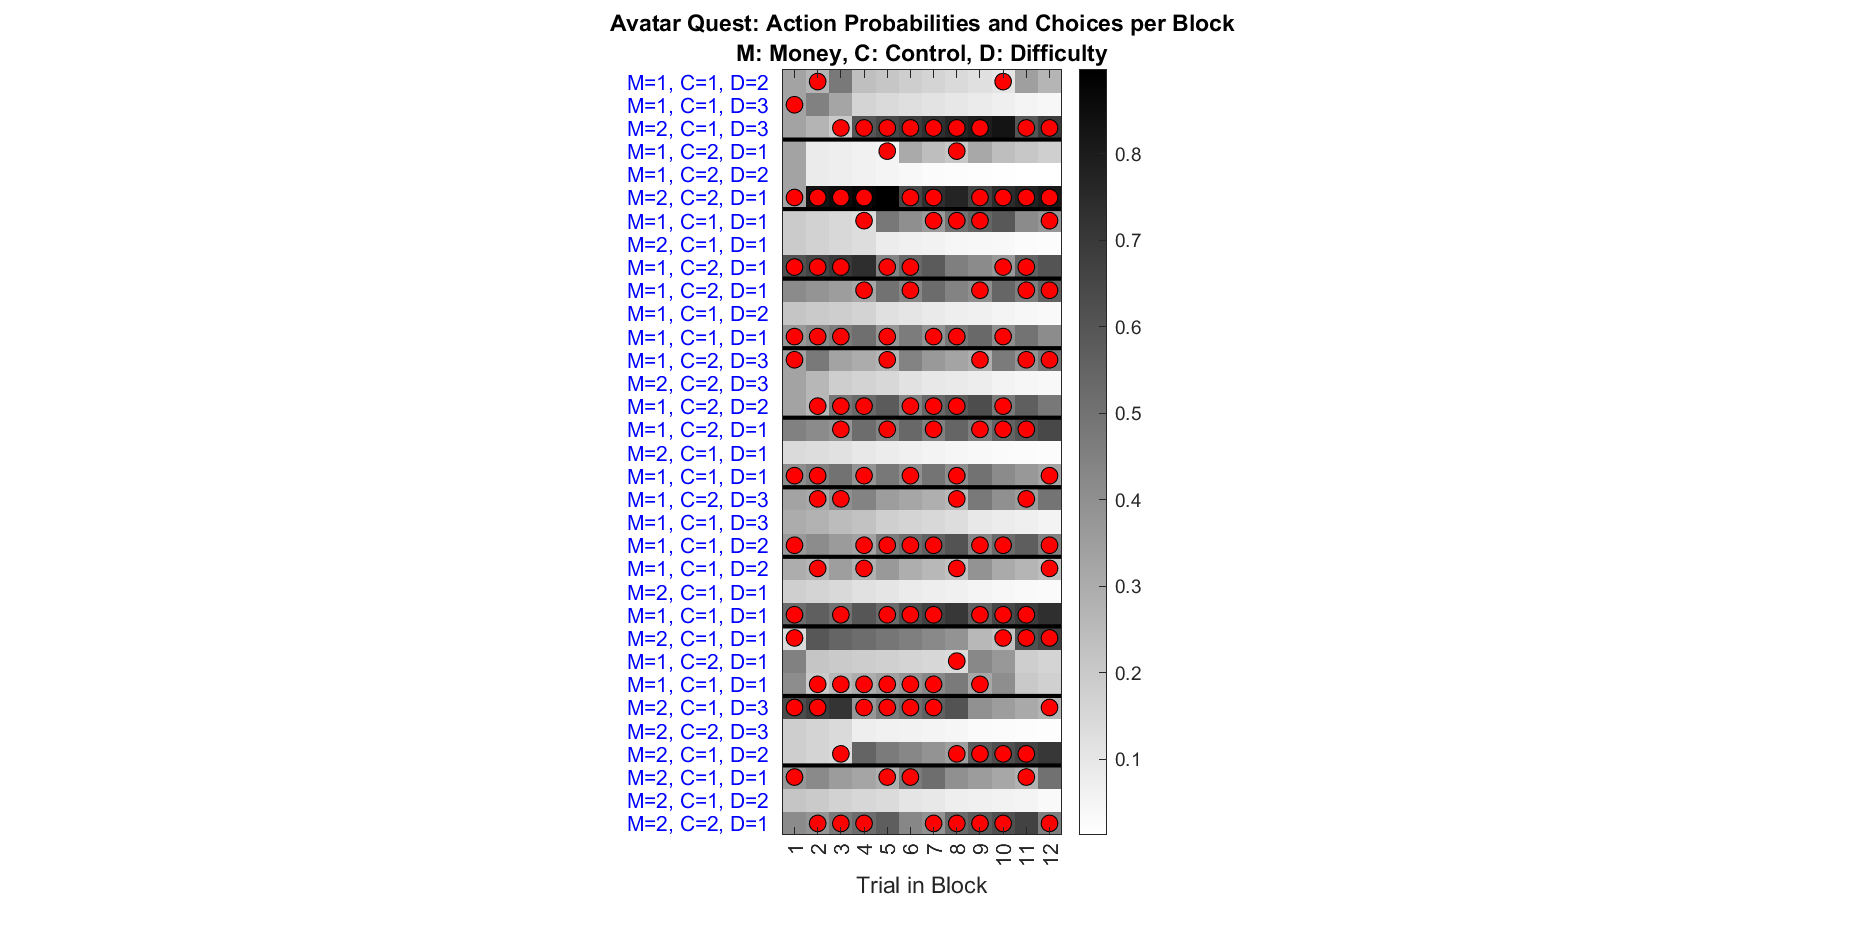 Avatar Quest: Action Probabilities and Choices per Block
M: Money, C: Control, D: Difficulty
M=1, C=1, D=2
M=1, C=1, D=3
M=2, C=1, D=3
M=1, C=2, D=1
M=1, C=2, D=2
M=2, C=2, D=1
M=1, C=1, D=1
M=2, C=1, D=1
M=1, C=2, D=1
M=1, C=2, D=1
M=1, C=1, D=2
M=1, C=1, D=1
M=1, C=2, D=3
M=2, C=2, D=3
M=1, C=2, D=2
M=1, C=2, D=1
M=2, C=1, D=1
M=1, C=1, D=1
M=1, C=2, D=3
M=1, C=1, D=3
M=1, C=1, D=2
M=1, C=1, D=2
M=2, C=1, D=1
M=1, C=1, D=1
M=2, C=1, D=1
M=1, C=2, D=1
M=1, C=1, D=1
M=2, C=1, D=3
M=2, C=2, D=3
M=2, C=1, D=2
M=2, C=1, D=1
M=2, C=1, D=2
M=2, C=2, D=1
1 2 3 4 5 6 7 8 9 10 11 12
Trial in Block
0.8
0.7
0.6
0.5
0.4
0.3
0.2
0.1